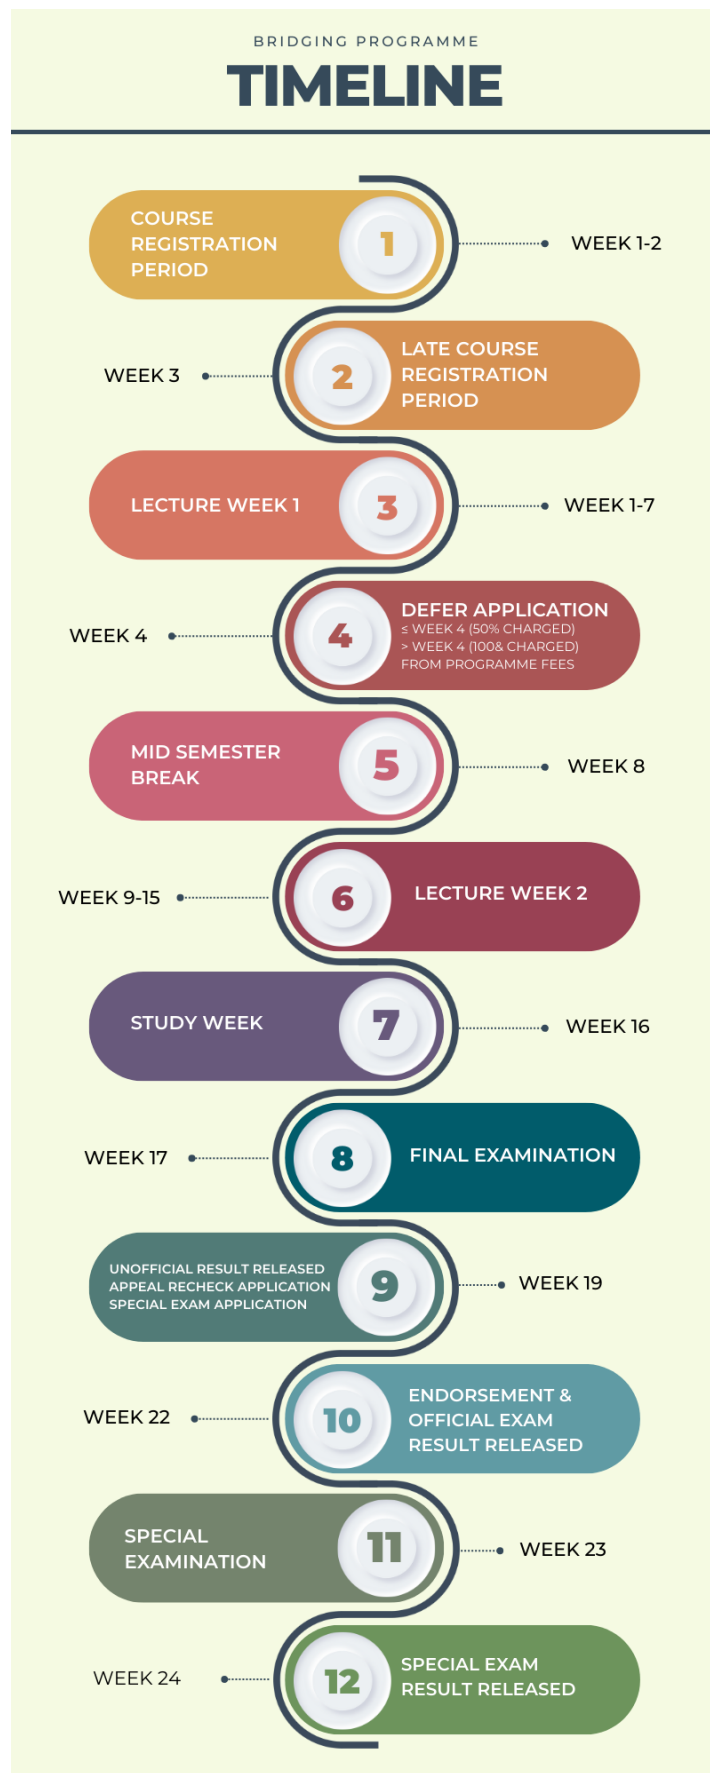 BRIDGING PROGRAMME
TIMELINE
COURSE
REGISTRATION
PERIOD
1
WEEK 1-2
WEEK 3
2
LATE COURSE
REGISTRATION
PERIOD
LECTURE WEEK 1
3
WEEK 1-7
WEEK 4
4
DEFER APPLICATION
≤ WEEK 4 (50% CHARGED)
> WEEK 4 (100& CHARGED)
FROM PROGRAMME FEES
MID SEMESTER
BREAK
5
WEEK 8
WEEK 9-15
6
LECTURE WEEK 2
STUDY WEEK
7
WEEK 16
WEEK 17
8
FINAL EXAMINATION
UNOFFICIAL RESULT RELEASED
APPEAL RECHECK APPLICATION
SPECIAL EXAM APPLICATION
9
WEEK 19
WEEK 22
10
ENDORSEMENT &
OFFICIAL EXAM
RESULT RELEASED
SPECIAL
EXAMINATION
11
WEEK 23
WEEK 24
12
SPECIAL EXAM
RESULT RELEASED